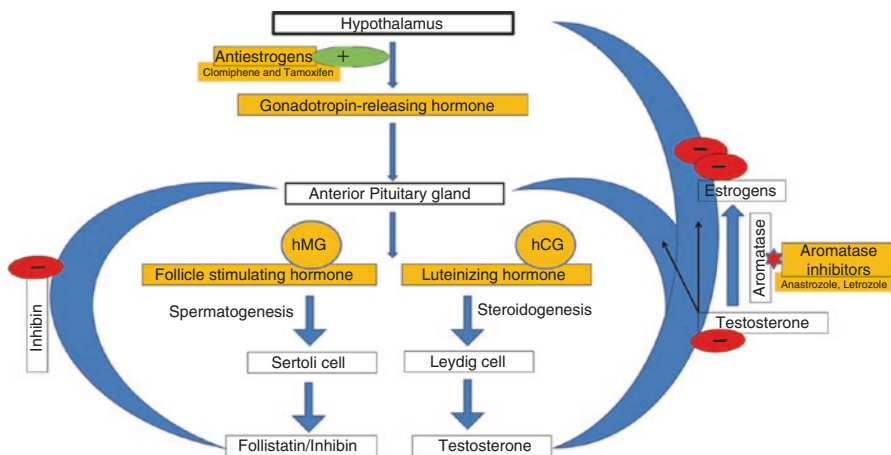 Hypothalamus
Antiestrogens
+
Clomiphene and Tamoxifen
Gonadotropin-releasing hormone
–
–
Estrogens
Anterior Pituitary gland
hMG
hCG
Aromatase
Aromatase
inhibitors
Anastrozole, Letrozole
–
Inhibin
Follicle stimulating hormone
Luteinizing hormone
Spermatogenesis
Steroidogenesis
Testosterone
–
Sertoli cell
Leydig cell
Follistatin/Inhibin
Testosterone